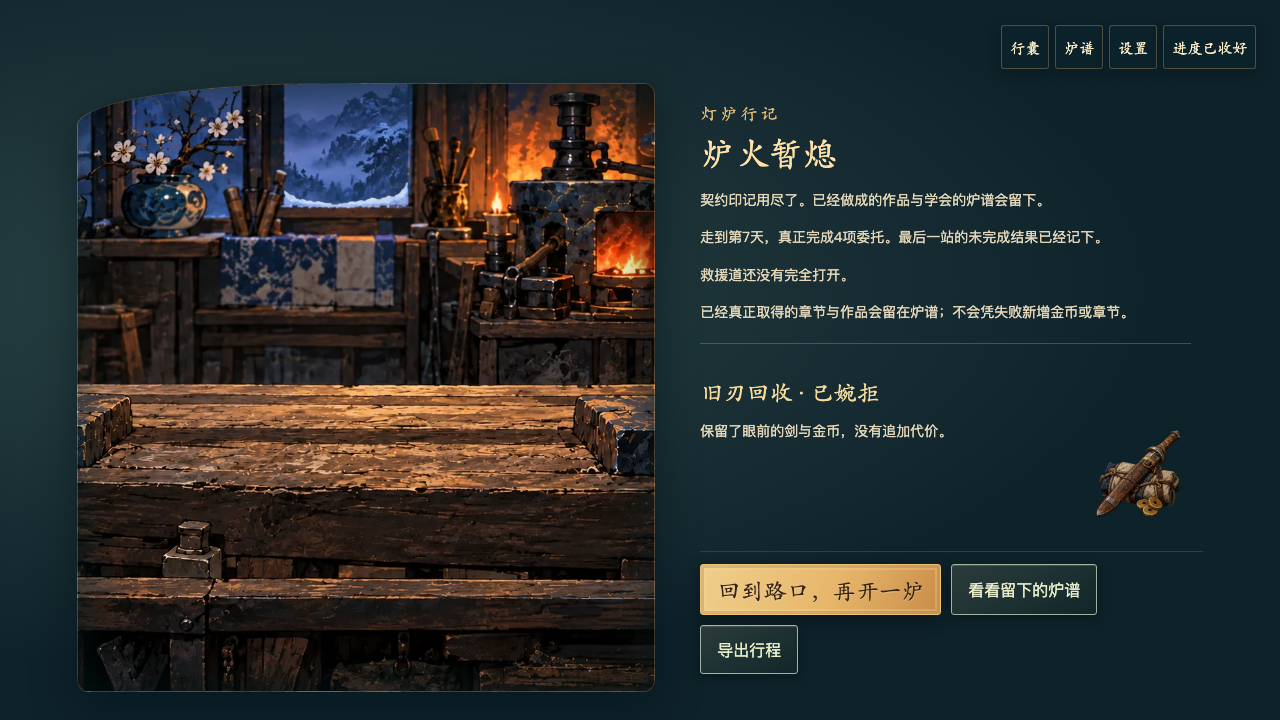 行囊
炉谱
设置
进度已收好
灯炉行记
炉火暂熄
契约印记用尽了。已经做成的作品与学会的炉谱会留下。
走到第7天，真正完成4项委托。最后一站的未完成结果已经记下。
救援道还没有完全打开。
已经真正取得的章节与作品会留在炉谱；不会凭失败新增金币或章节。
旧刃回收 · 已婉拒
保留了眼前的剑与金币，没有追加代价。
回到路口，再开一炉
看看留下的炉谱
导出行程